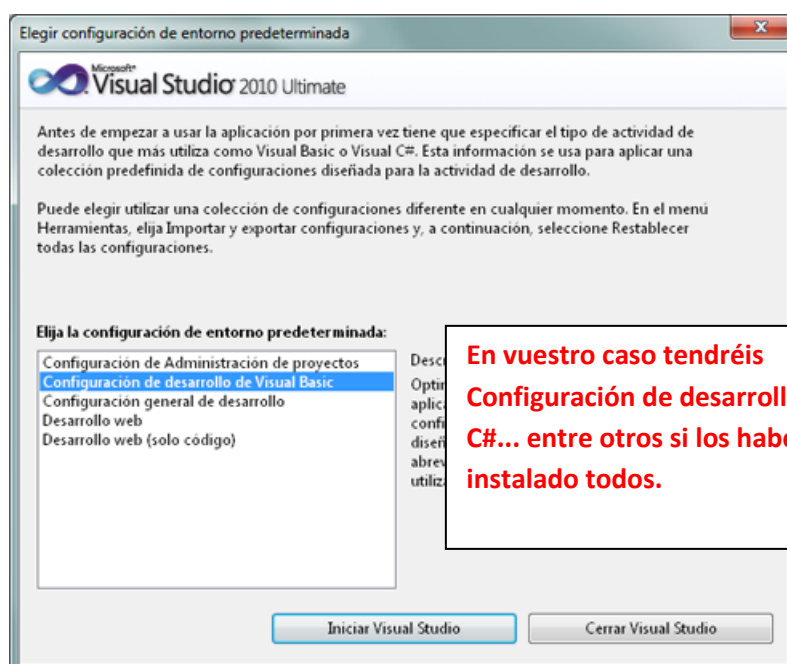 Elegir configuración de entorno predeterminada
Microsoft®
Visual Studio® 2010 Ultimate
Antes de empezar a usar la aplicación por primera vez tiene que especificar el tipo de actividad de
desarrollo que más utiliza como Visual Basic o Visual C#. Esta información se usa para aplicar una
colección predefinida de configuraciones diseñada para la actividad de desarrollo.
Puede elegir utilizar una colección de configuraciones diferente en cualquier momento. En el menú
Herramientas, elija Importar y exportar configuraciones y, a continuación, seleccione Restablecer
todas las configuraciones.
Elija la configuración de entorno predeterminada:
Configuración de Administración de proyectos
Configuración de desarrollo de Visual Basic
Configuración general de desarrollo
Desarrollo web
Desarrollo web (solo código)
En vuestro caso tendréis
Configuración de
C#... entre otros si los
instalado todos.
Iniciar Visual Studio
Cerrar Visual Studio